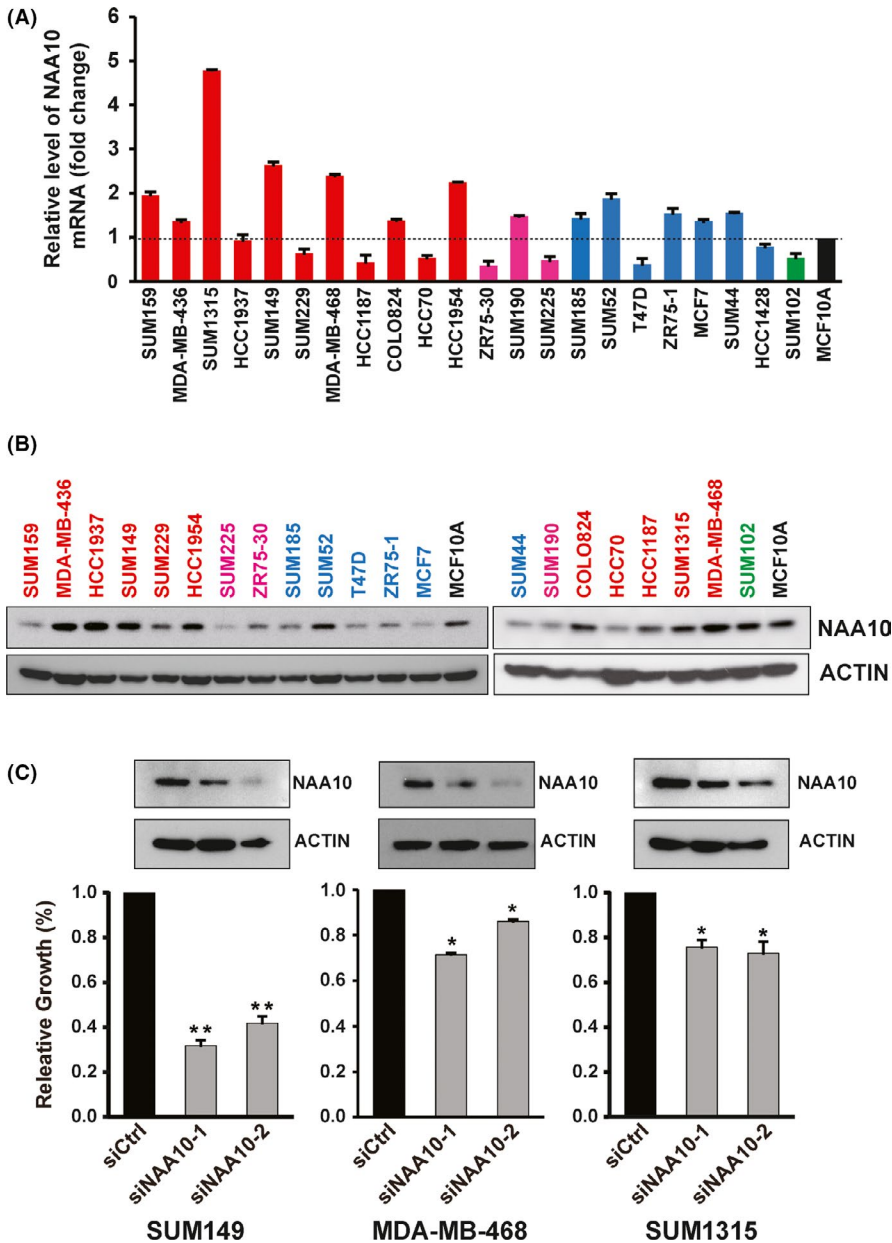 (A)
Relative level of NAA10
mRNA (fold change)
6
5
4
3
2
1
0
SUM159
MDA-MB-436
SUM1315
HCC1937
SUM149
SUM229
MDA-MB-468
HCC1187
COLO824
HCC70
HCC1954
ZR75-30
SUM190
SUM225
SUM185
SUM52
T47D
ZR75-1
MCF7
SUM44
HCC1428
SUM102
MCF10A
(B)
SUM159
MDA-MB-436
HCC1937
SUM149
SUM229
HCC1954
SUM225
ZR75-30
SUM185
SUM52
T47D
ZR75-1
MCF7
MCF10A
SUM44
SUM190
COLO824
HCC70
HCC1187
SUM1315
MDA-MB-468
SUM102
MCF10A
NAA10
ACTIN
(C)
NAA10
ACTIN
Releative Growth (%)
1.0
0.8
0.6
0.4
0.2
0.0
**
**
siCtrl
siNAA10-1
siNAA10-2
SUM149
NAA10
ACTIN
1.0
0.8
0.6
0.4
0.2
0.0
*
*
siCtrl
siNAA10-1
siNAA10-2
MDA-MB-468
NAA10
ACTIN
1.0
0.8
0.6
0.4
0.2
0.0
*
*
siCtrl
siNAA10-1
siNAA10-2
SUM1315